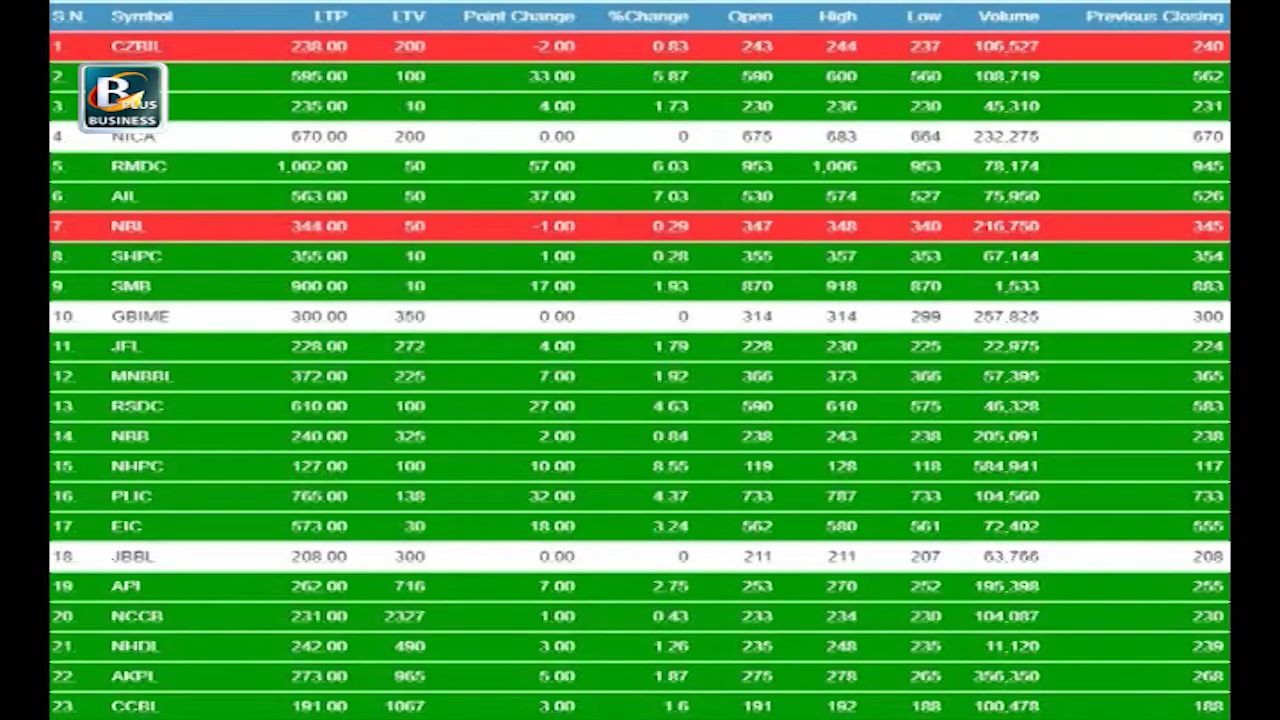 S.N. Symbol LTP LTV Point Change %Change Open High Low Volume Previous Closing
1. CZBIL 238.00 200 -2.00 0.83 243 244 237 106,527 240
2. 595.00 100 33.00 5.87 590 600 560 108,719 562
3. 235.00 10 4.00 1.73 230 236 230 45,310 231
B PLUS
BUSINESS
4. NICA 670.00 200 0.00 0 675 683 664 232,275 670
5. RMDC 1,002.00 50 57.00 6.03 953 1,006 953 78,174 945
6. AIL 563.00 50 37.00 7.03 530 574 527 75,950 526
7. NBL 344.00 50 -1.00 0.29 347 348 340 216,750 345
8. SHPC 355.00 10 1.00 0.28 355 357 353 67,144 354
9. SMB 900.00 10 17.00 1.93 870 918 870 1,533 883
10. GBIME 300.00 350 0.00 0 314 314 299 257,825 300
11. JFL 228.00 272 4.00 1.79 228 230 225 22,975 224
12. MNBBL 372.00 225 7.00 1.92 366 373 366 57,395 365
13. RSDC 610.00 100 27.00 4.63 590 610 575 46,328 583
14. NBB 240.00 325 2.00 0.84 238 243 238 205,091 238
15. NHPC 127.00 100 10.00 8.55 119 128 118 584,941 117
16. PLIC 765.00 138 32.00 4.37 733 787 733 104,560 733
17. EIC 573.00 30 18.00 3.24 562 580 561 72,402 555
18. JBBL 208.00 300 0.00 0 211 211 207 63,766 208
19. API 262.00 716 7.00 2.75 253 270 252 195,398 255
20. NCCB 231.00 2327 1.00 0.43 233 234 230 104,087 230
21. NHDL 242.00 490 3.00 1.26 235 248 235 11,120 239
22. AKPL 273.00 965 5.00 1.87 275 278 265 356,350 268
23. CCBL 191.00 1067 3.00 1.6 191 192 188 100,478 188